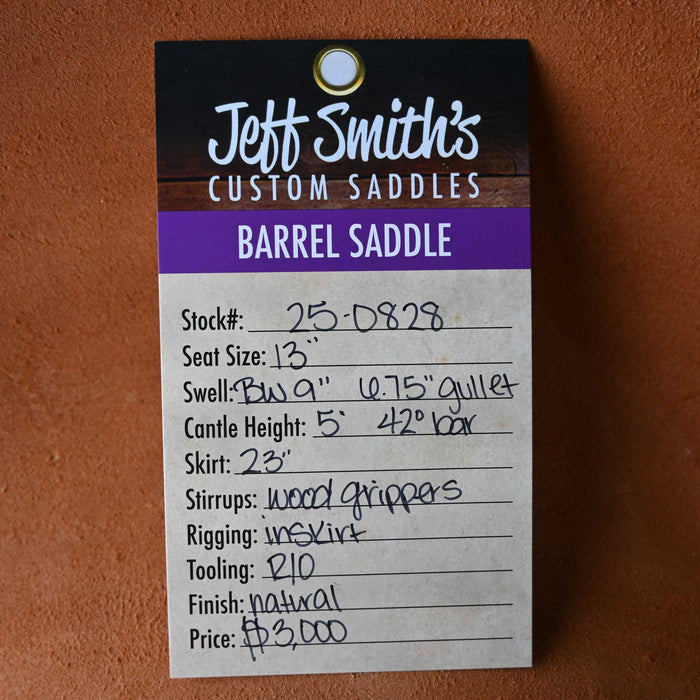 Jeff Smith's
CUSTOM SADDLES
BARREL SADDLE
Stock#: 25-0828
Seat Size: 13"
Swell: BW 9" 6.75" gullet
Cantle Height: 5" 42° bar
Skirt: 23"
Stirrups: wood grippers
Rigging: inskirt
Tooling: R/O
Finish: natural
Price: $3,000